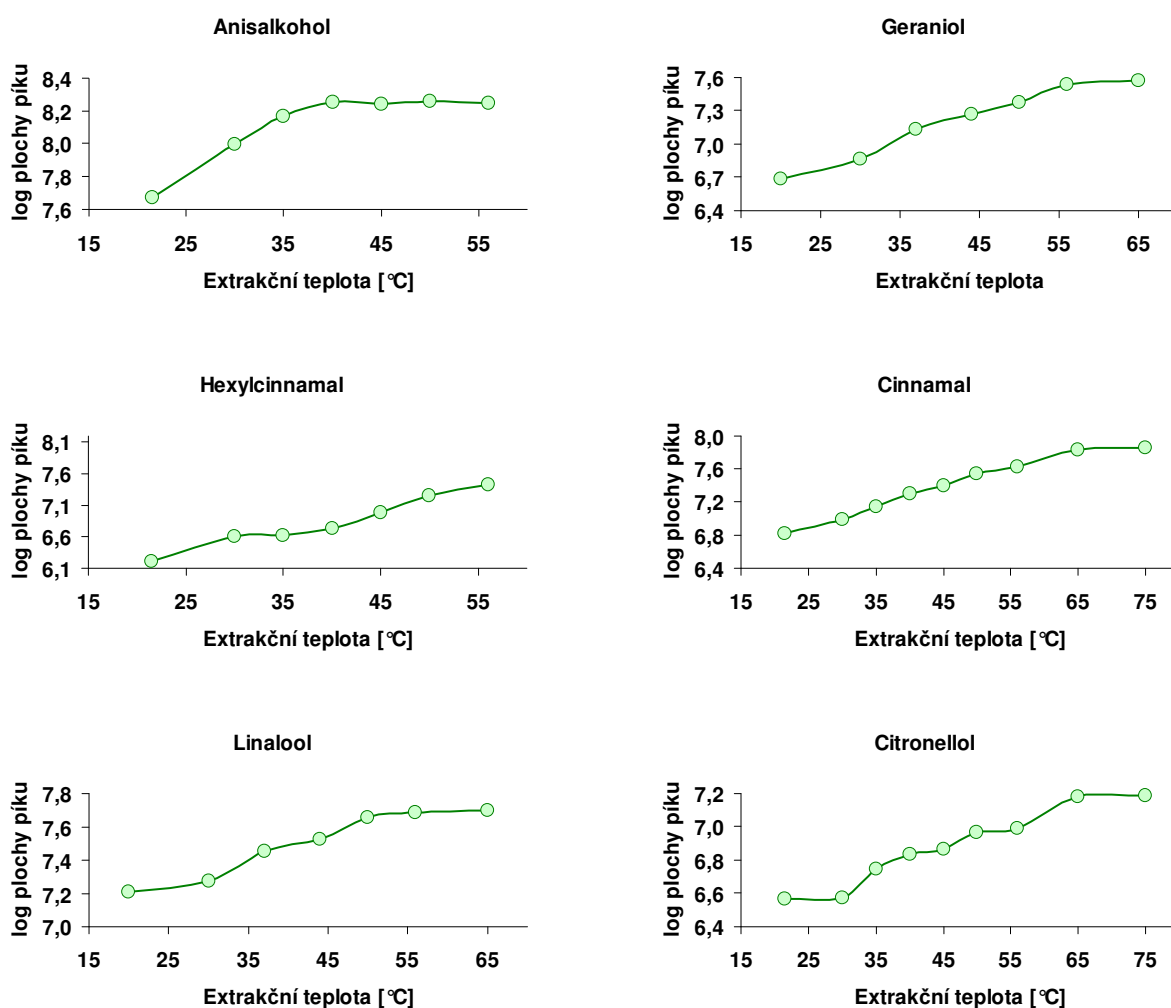 Anisalkohol
log plochy píku
8,4
8,2
8,0
7,8
7,6
15 25 35 45 55
Extrakční teplota [°C]
Geraniol
log plochy píku
7,6
7,3
7,0
6,7
6,4
15 25 35 45 55 65
Extrakční teplota
Hexylcinnamal
log plochy píku
8,1
7,6
7,1
6,6
6,1
15 25 35 45 55
Extrakční teplota [°C]
Cinnamal
log plochy píku
8,0
7,6
7,2
6,8
6,4
15 25 35 45 55 65 75
Extrakční teplota [°C]
Linalool
log plochy píku
7,8
7,6
7,4
7,2
7,0
15 25 35 45 55 65
Extrakční teplota [°C]
Citronellol
log plochy píku
7,2
7,0
6,8
6,6
6,4
15 25 35 45 55 65 75
Extrakční teplota [°C]